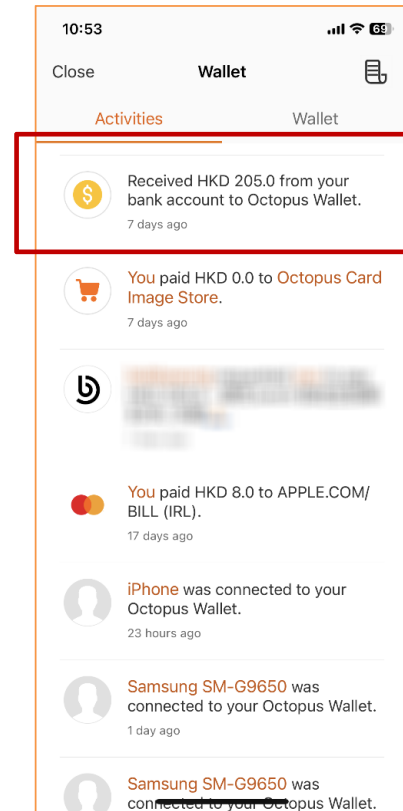 10:53
69
Close
Wallet
Activities
Wallet
Received HKD 205.0 from your
bank account to Octopus Wallet.
7 days ago
You paid HKD 0.0 to Octopus Card
Image Store.
7 days ago
You paid HKD 8.0 to APPLE.COM/
BILL (IRL).
17 days ago
iPhone was connected to your
Octopus Wallet.
23 hours ago
Samsung SM-G9650 was
connected to your Octopus Wallet.
1 day ago
Samsung SM-G9650 was
connected to your Octopus Wallet.